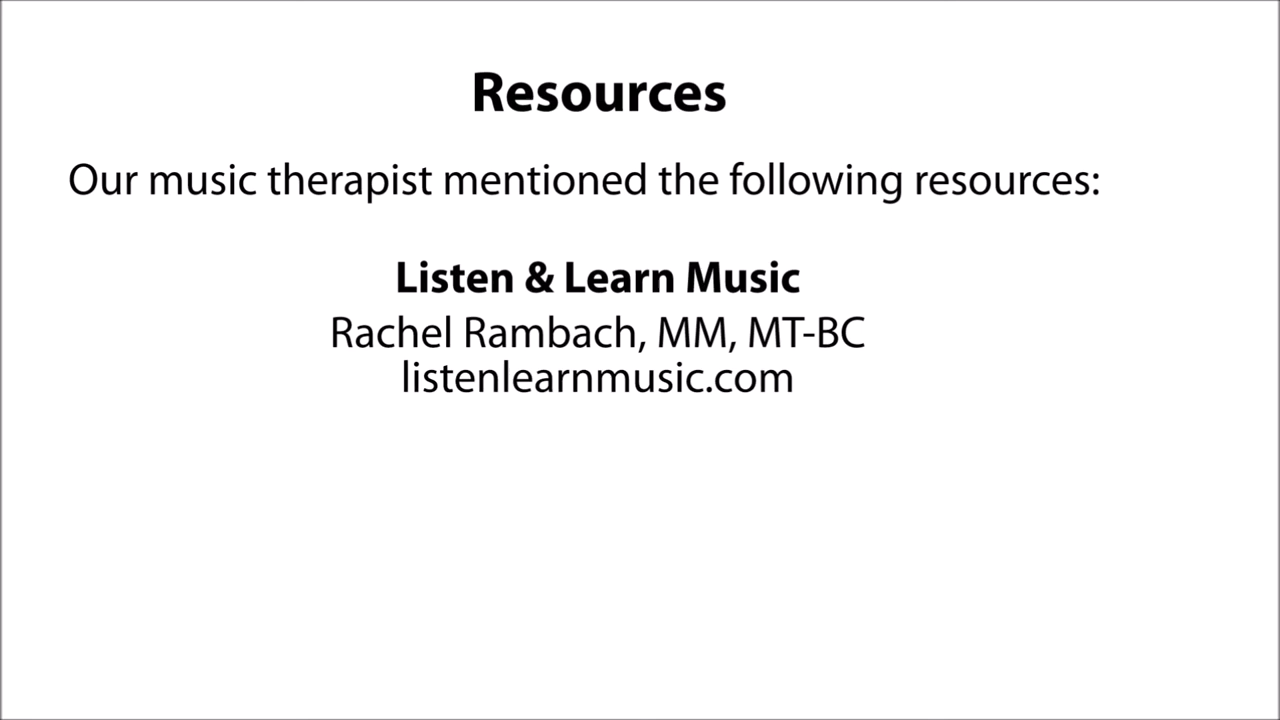 Resources
Our music therapist mentioned the following resources:
Listen & Learn Music
Rachel Rambach, MM, MT-BC
listenlearnmusic.com